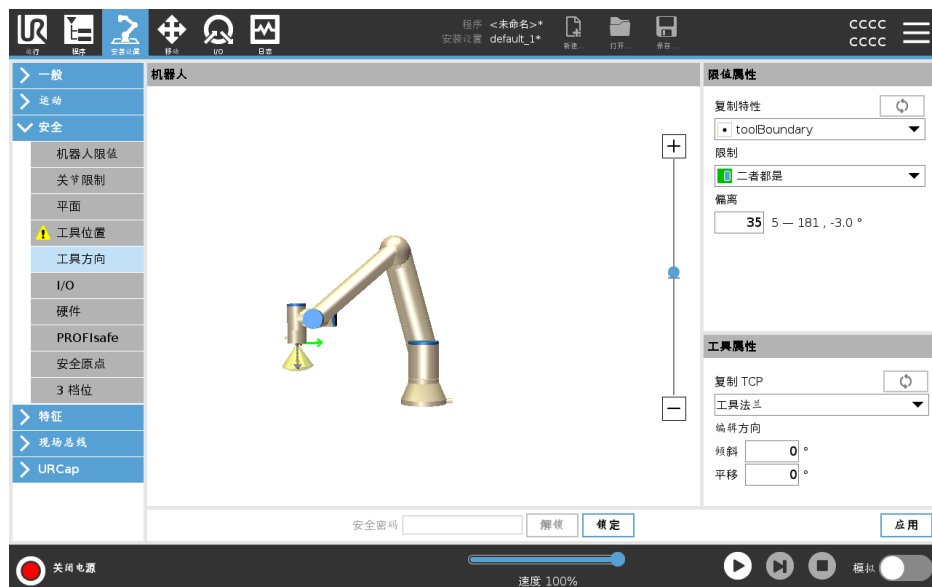 程序 <未命名>*
安装设置 default_1*
CCCC
CCCC
运行
程序
安装设置
移动
I/O
日志
新建...
打开...
保存...
一般
运动
安全
机器人限值
关节限制
平面
工具位置
工具方向
I/O
硬件
PROFIsafe
安全原点
3 档位
特征
现场总线
URCap
机器人
限值属性
复制特性
toolBoundary
限制
二者都是
偏离
35 5 — 181 , -3.0 °
工具属性
复制 TCP
工具法兰
编辑方向
倾斜 0 °
平移 0 °
安全密码
解锁
锁定
应用
关闭电源
速度 100%
模拟